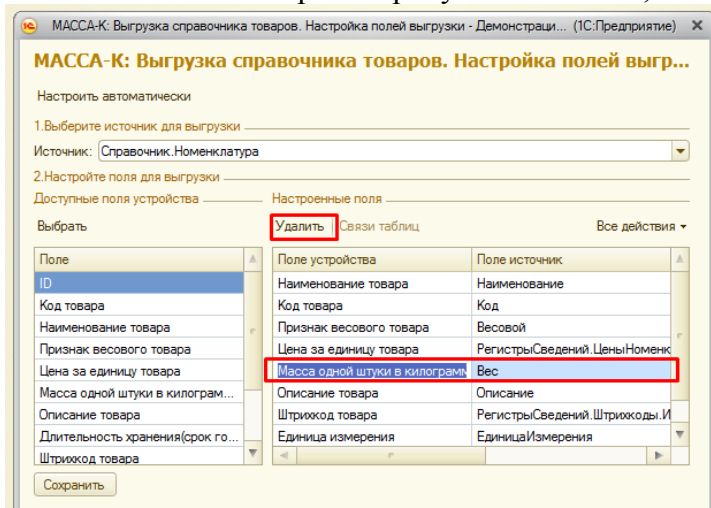 МАССА-К: Выгрузка справочника товаров. Настройка полей выгрузки - Демонстраци... (1С:Предприятие)
МАССА-К: Выгрузка справочника товаров. Настройка полей выгр...
Настроить автоматически
1.Выберите источник для выгрузки
Источник: Справочник.Номенклатура
2.Настройте поля для выгрузки
Доступные поля устройства Настроенные поля
Выбрать Удалить Связи таблиц Все действия
Поле Поле устройства Поле источник
ID Наименование товара Наименование
Код товара Код товара Код
Наименование товара Признак весового товара Весовой
Признак весового товара Цена за единицу товара РегистрыСведений.ЦеныНоменк
Цена за единицу товара Масса одной штуки в килограмм Вес
Масса одной штуки в килограм... Описание товара Описание
Описание товара Штрихкод товара РегистрыСведений.Штрихкоды.И
Длительность хранения(срок го... Единица измерения ЕдиницаИзмерения
Штрихкод товара
Сохранить